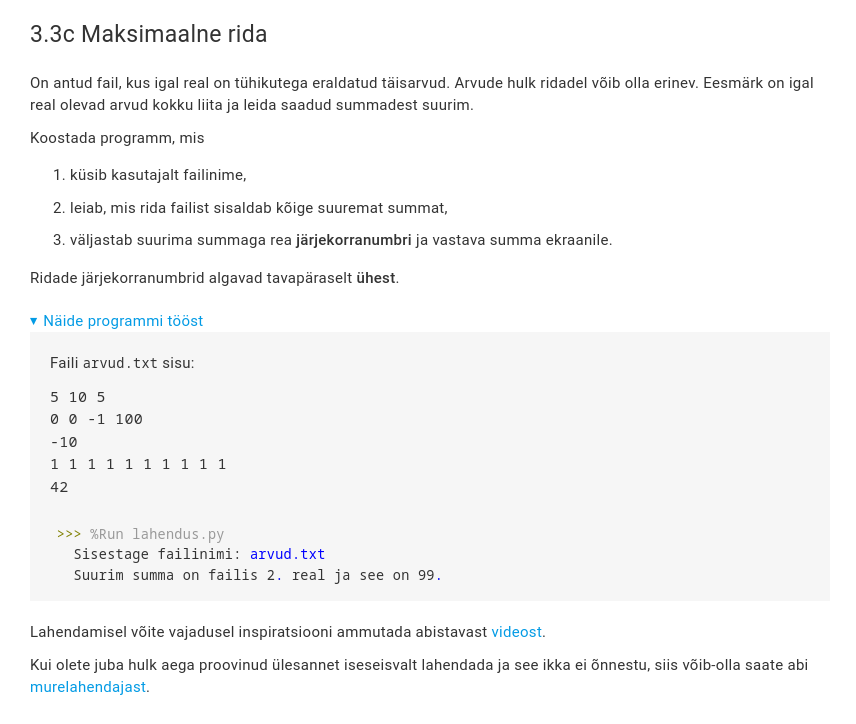 3.3c Maksimaalne rida
On antud fail, kus igal real on tühikutega eraldatud täisarvud. Arvude hulk ridadel võib olla erinev. Eesmärk on igal
real olevad arvud kokku liita ja leida saadud summadest suurim.
Koostada programm, mis
1. küsib kasutajalt failinime,
2. leiab, mis rida failist sisaldab kõige suuremat summat,
3. väljastab suurima summaga rea järjekorranumbri ja vastava summa ekraanile.
Ridade järjekorranumbrid algavad tavapäraselt ühest.
▾ Näide programmi tööst
Faili arvud.txt sisu:
5 10 5
0 0 -1 100
-10
1 1 1 1 1 1 1 1 1 1
42
>>> %Run lahendus.py
Sisestage failinimi: arvud.txt
Suurim summa on failis 2. real ja see on 99.
Lahendamisel võite vajadusel inspiratsiooni ammutada abistavast videost.
Kui olete juba hulk aega proovinud ülesannet iseseisvalt lahendada ja see ikka ei õnnestu, siis võib-olla saate abi
murelahendajast.